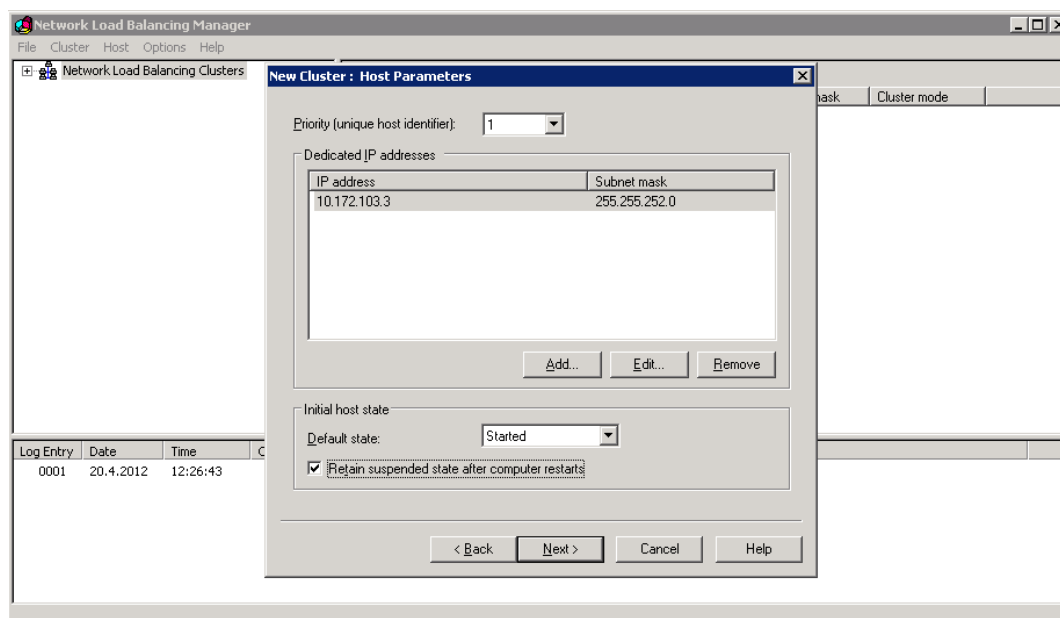 Network Load Balancing Manager
File Cluster Host Options Help
Network Load Balancing Clusters
New Cluster : Host Parameters
mask Cluster mode
Priority (unique host identifier): 1
Dedicated IP addresses
IP address Subnet mask
10.172.103.3 255.255.252.0
Add... Edit... Remove
Initial host state
Default state: Started
Retain suspended state after computer restarts
Log Entry Date Time C
0001 20.4.2012 12:26:43
< Back Next > Cancel Help